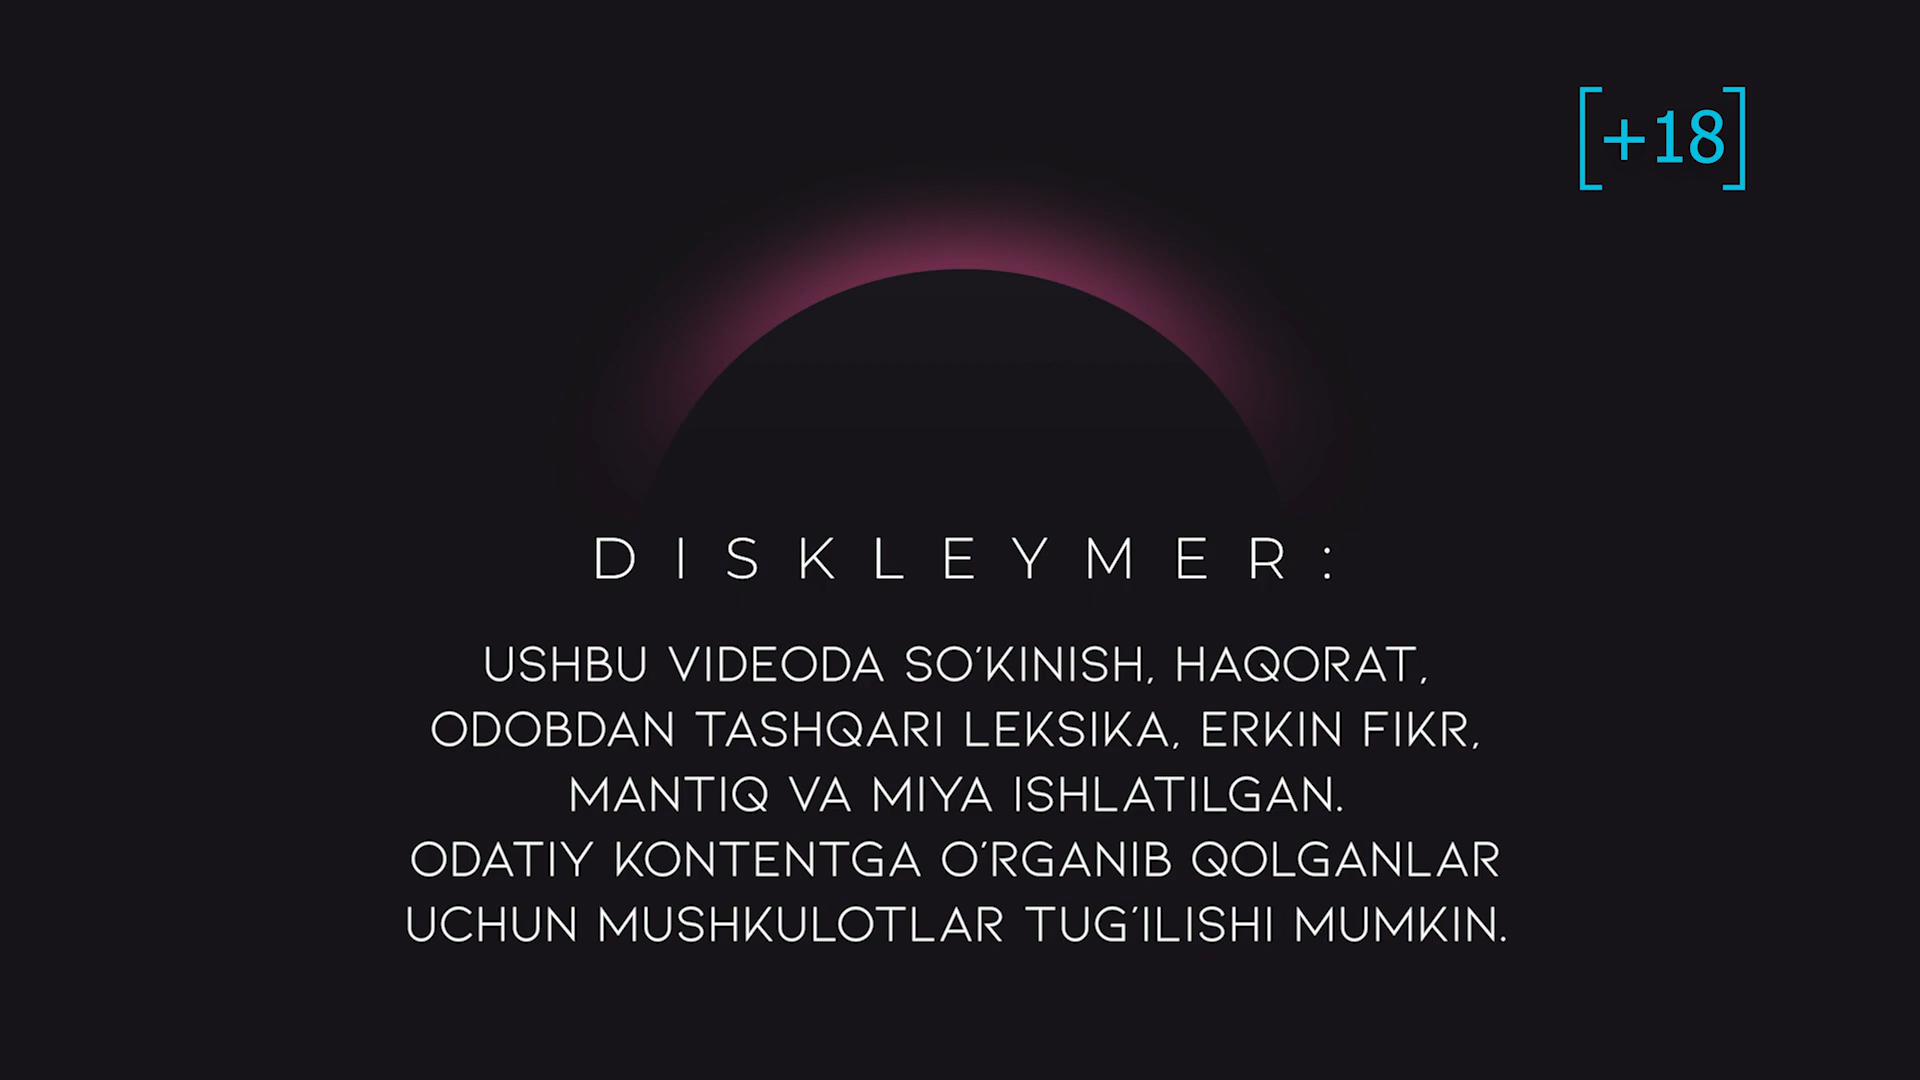 [+18]
DISKLEYMER:
USHBU VIDEODA SO'KINISH, HAQORAT,
ODOBDAN TASHQARI LEKSIKA, ERKIN FIKR,
MANTIQ VA MIYA ISHLATILGAN.
ODATIY KONTENTGA O'RGANIB QOLGANLAR
UCHUN MUSHKULOTLAR TUG'ILISHI MUMKIN.